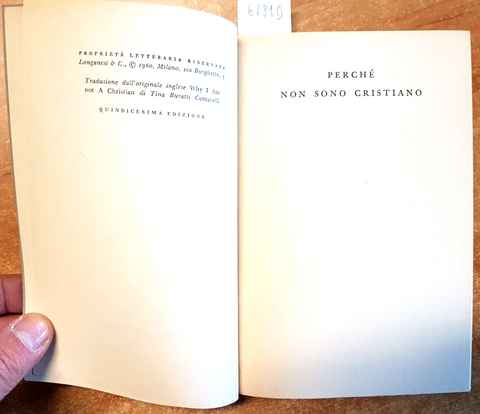 6281D
PROPRIETÀ LETTERARIA RISERVATA
Longanesi & C., © 1960, Milano, via Borghetto, 5
Traduzione dall'originale inglese Why I Am
not A Christian di Tina Buratti Cantarelli
QUINDICESIMA EDIZIONE
PERCHÉ
NON SONO CRISTIANO